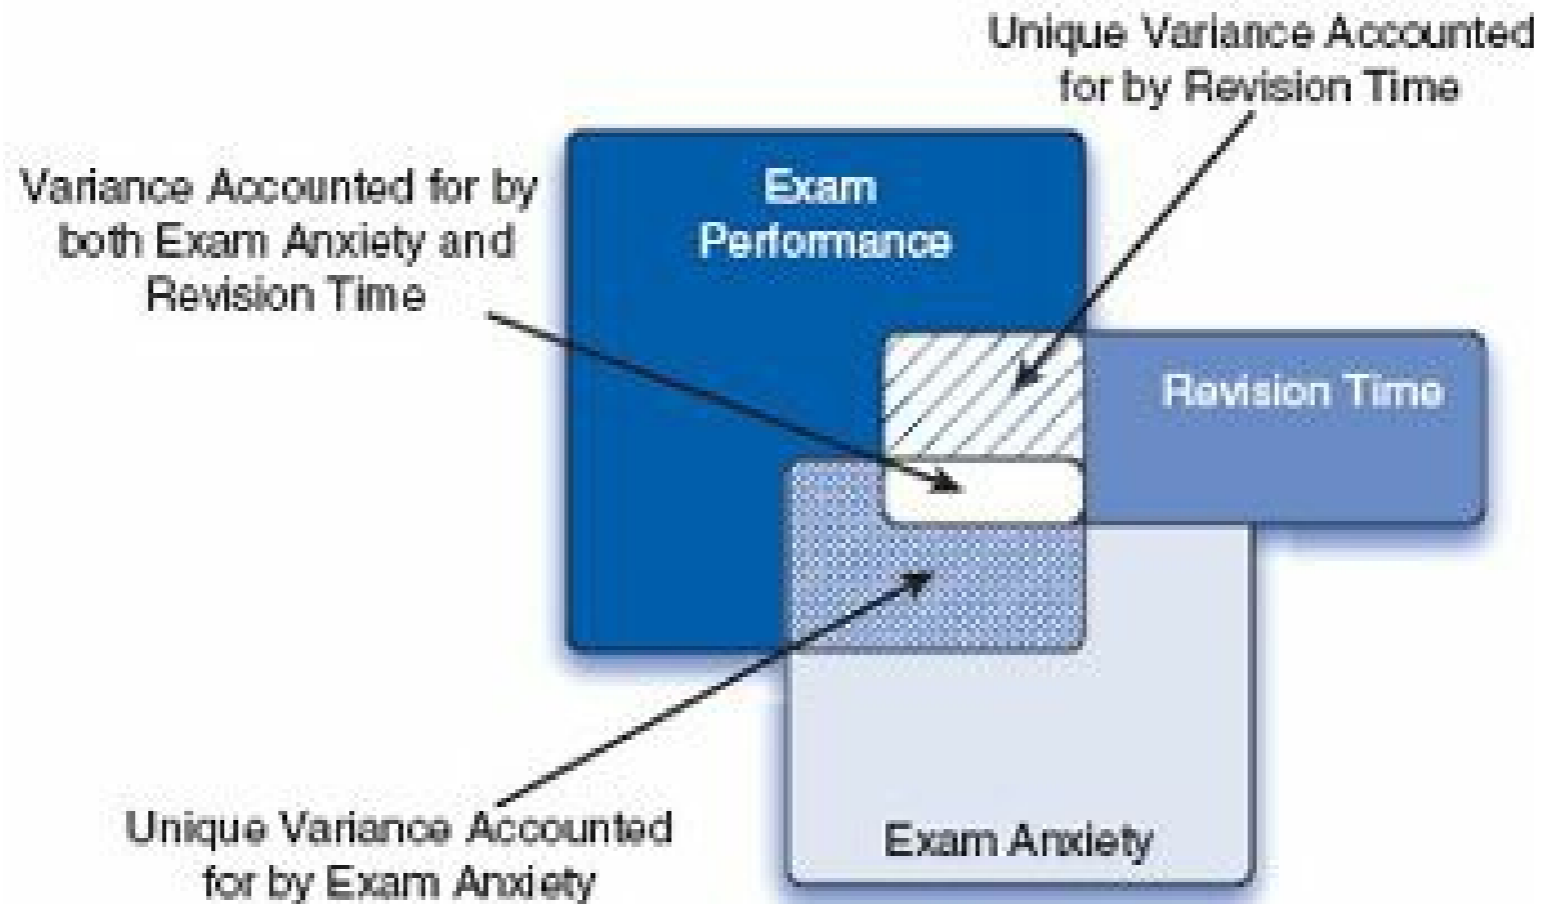 Unique Variance Accounted
for by Revision Time
Variance Accounted for by
both Exam Anxiety and
Revision Time
Exam
Performance
Revision Time
Unique Variance Accounted
for by Exam Anxiety
Exam Anxiety